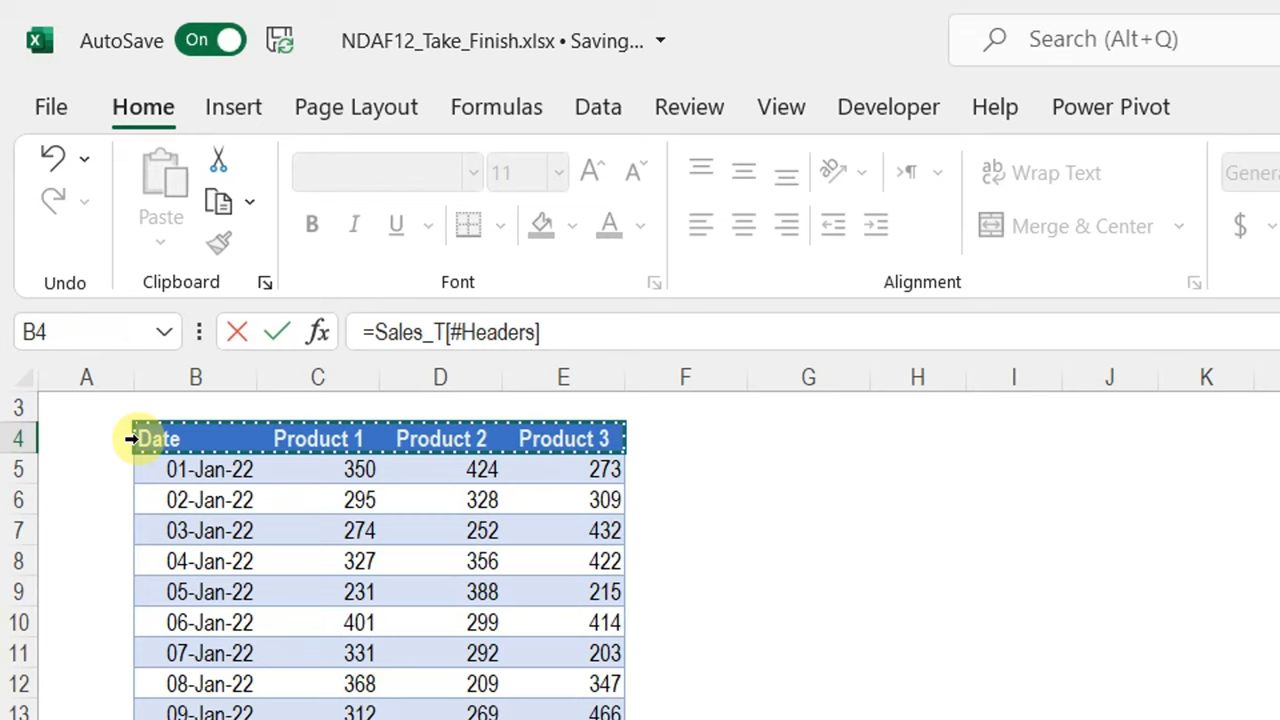 AutoSave On NDAF12_Take_Finish.xlsx • Saving... Search (Alt+Q)
File Home Insert Page Layout Formulas Data Review View Developer Help Power Pivot
11 ab Wrap Text Genera
Paste B I U A c Merge & Center $
Undo Clipboard Font Alignment
B4 fx =Sales_T[#Headers]
A B C D E F G H I J K
3
4 Date Product 1 Product 2 Product 3
5 01-Jan-22 350 424 273
6 02-Jan-22 295 328 309
7 03-Jan-22 274 252 432
8 04-Jan-22 327 356 422
9 05-Jan-22 231 388 215
10 06-Jan-22 401 299 414
11 07-Jan-22 331 292 203
12 08-Jan-22 368 209 347
13 09-Jan-22 312 269 466